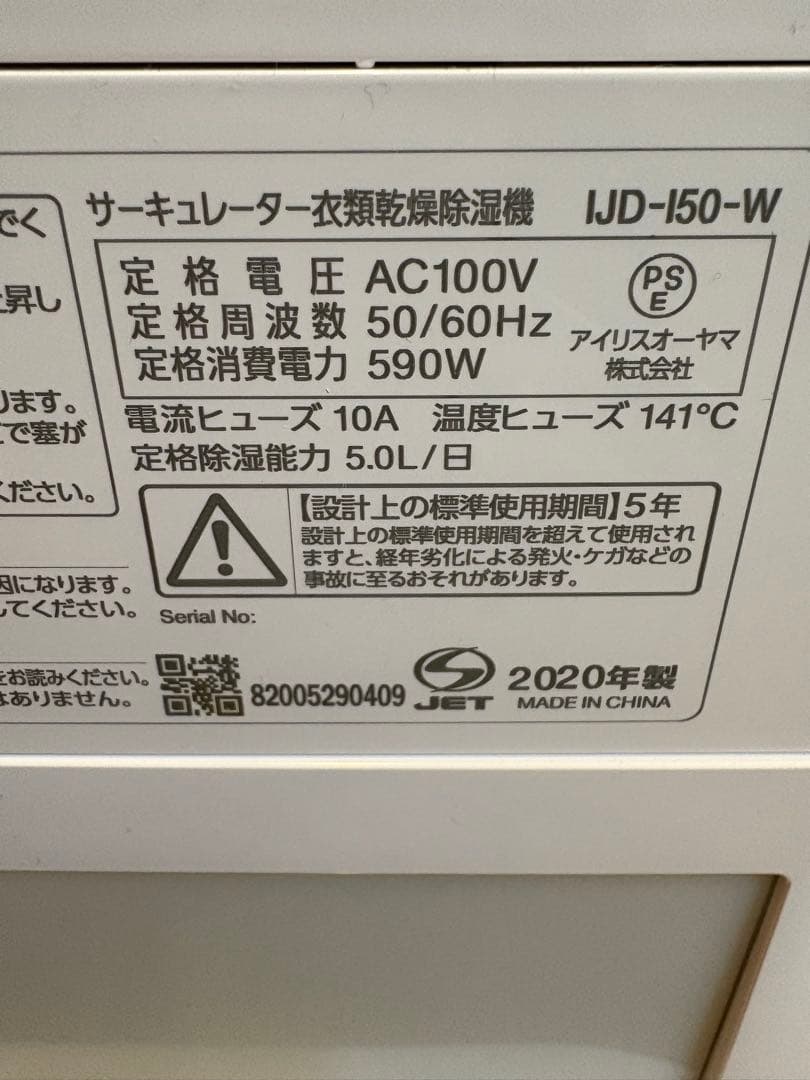 でく
上昇し
ります。
で塞が
ください。
因になります。
してください。
をお読みください。
はありません。
サーキュレーター衣類乾燥除湿機 IJD-I50-W
定格電圧 AC100V
定格周波数 50/60Hz
定格消費電力 590W
PS
E
アイリスオーヤマ
株式会社
電流ヒューズ 10A 温度ヒューズ 141℃
定格除湿能力 5.0L/日
【設計上の標準使用期間】5年
設計上の標準使用期間を超えて使用され
ますと、経年劣化による発火・ケガなどの
事故に至るおそれがあります。
Serial No:
82005290409
JET
2020年製
MADE IN CHINA